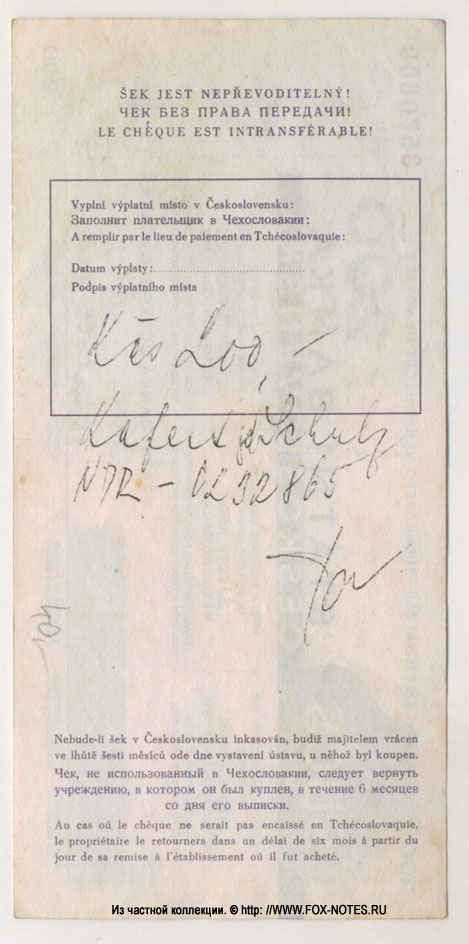 ŠEK JEST NEPŘEVODITELNÝ!
ЧЕК БЕЗ ПРАВА ПЕРЕДАЧИ!
LE CHÈQUE EST INTRANSFÉRABLE!
3570800
Vyplní výplatní místo v Československu:
Заполнит плательщик в Чехословакии:
A remplir par le lieu de paiement en Tchécoslovaquie:
Datum výplaty:
Podpis výplatního místa
Kčs 200,—
NDR - 0232865
40,-
Nebude-li šek v Československu inkasován, budiž majitelem vrácen
ve lhůtě šesti měsíců ode dne vystavení ústavu, u něhož byl koupen.
Чек, не использованный в Чехословакии, следует вернуть
учреждению, в котором он был куплен, в течение 6 месяцев
со дня его выписки.
Au cas où le chèque ne serait pas encaissé en Tchécoslovaquie,
le propriétaire le retournera dans un délai de six mois à partir du
jour de sa remise à l'établissement où il fut acheté.
Из частной коллекции. © http: //WWW.FOX-NOTES.RU